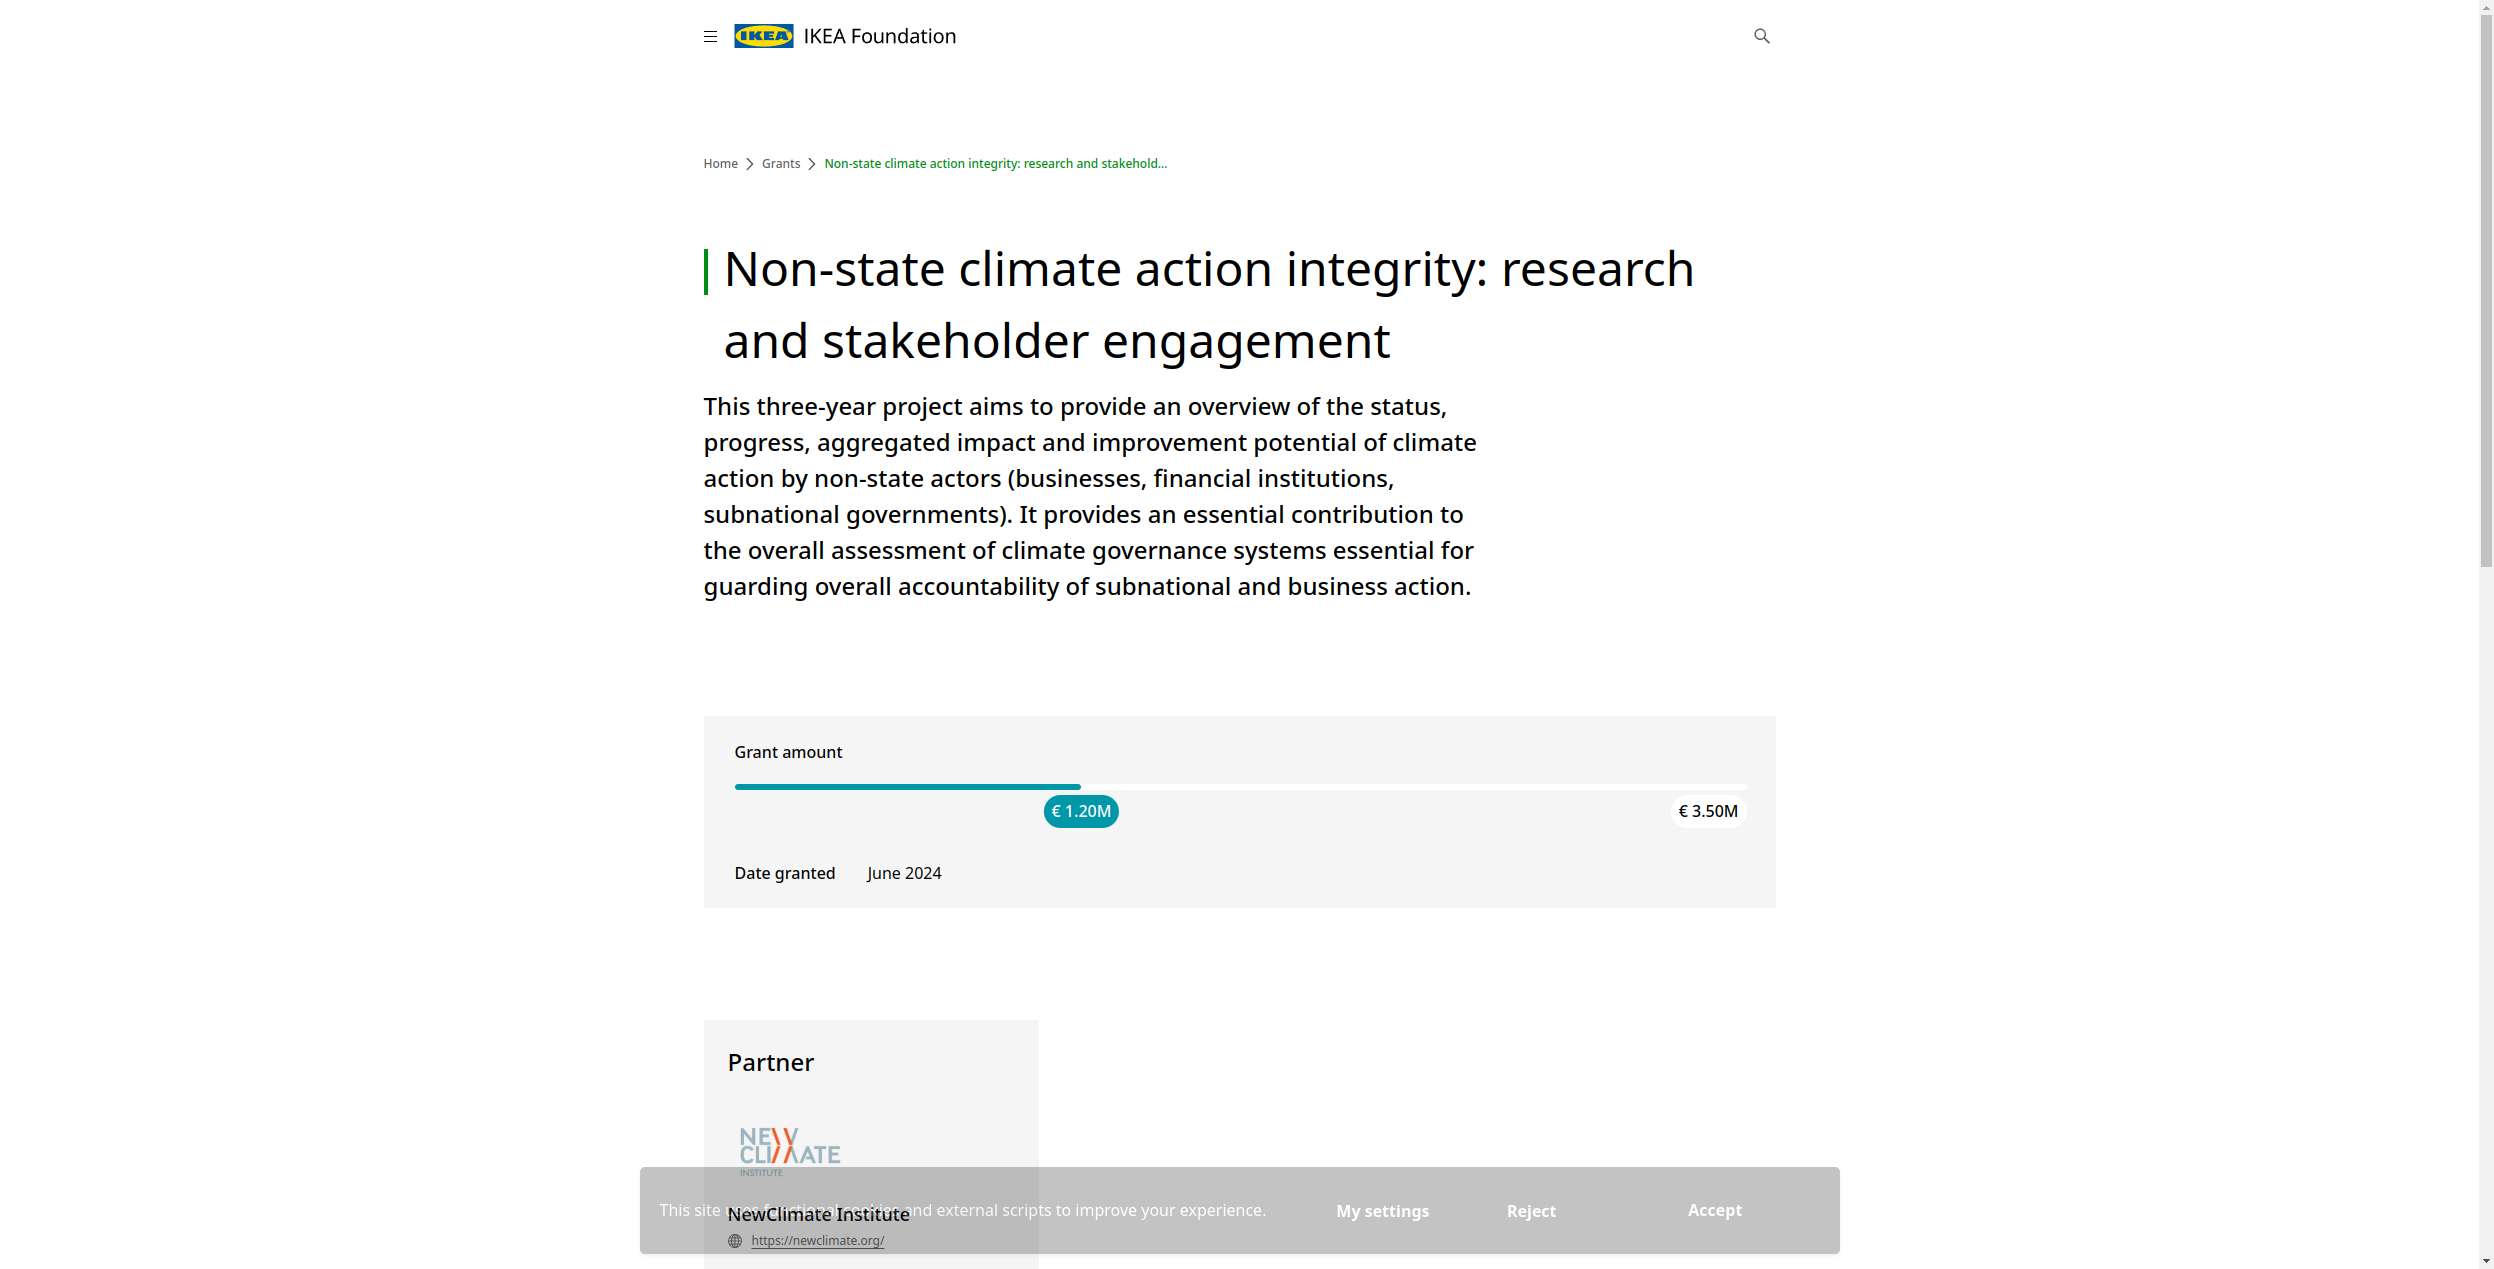 IKEA IKEA Foundation
Home Grants Non-state climate action integrity: research and stakehold...
Non-state climate action integrity: research
and stakeholder engagement
This three-year project aims to provide an overview of the status,
progress, aggregated impact and improvement potential of climate
action by non-state actors (businesses, financial institutions,
subnational governments). It provides an essential contribution to
the overall assessment of climate governance systems essential for
guarding overall accountability of subnational and business action.
Grant amount
€ 1.20M € 3.50M
Date granted June 2024
Partner
NEW
CLIMATE
INSTITUTE
This site uses functional cookies and external scripts to improve your experience. My settings Reject Accept
NewClimate Institute
https://newclimate.org/